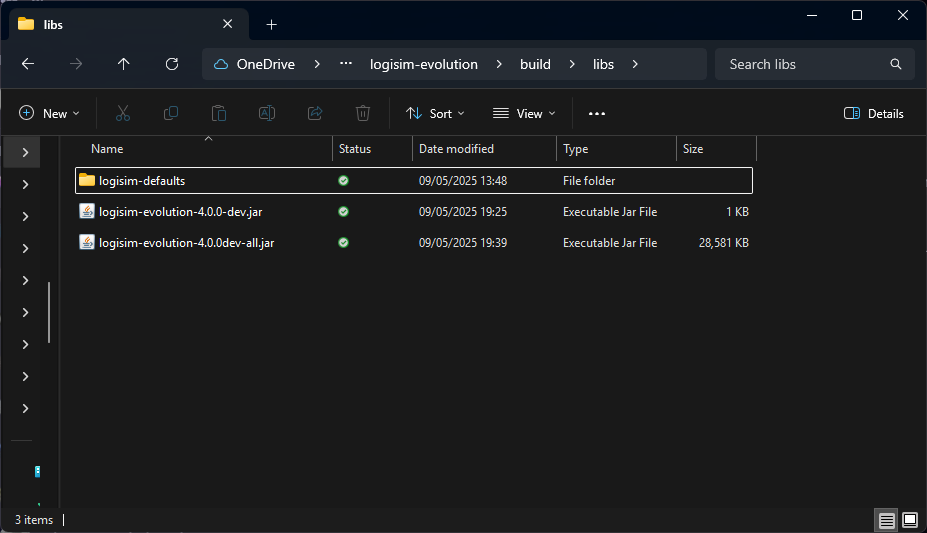 libs
OneDrive ··· logisim-evolution build libs Search libs
New Sort View ··· Details
Name Status Date modified Type Size
logisim-defaults 09/05/2025 13:48 File folder
logisim-evolution-4.0.0-dev.jar 09/05/2025 19:25 Executable Jar File 1 KB
logisim-evolution-4.0.0dev-all.jar 09/05/2025 19:39 Executable Jar File 28,581 KB
3 items